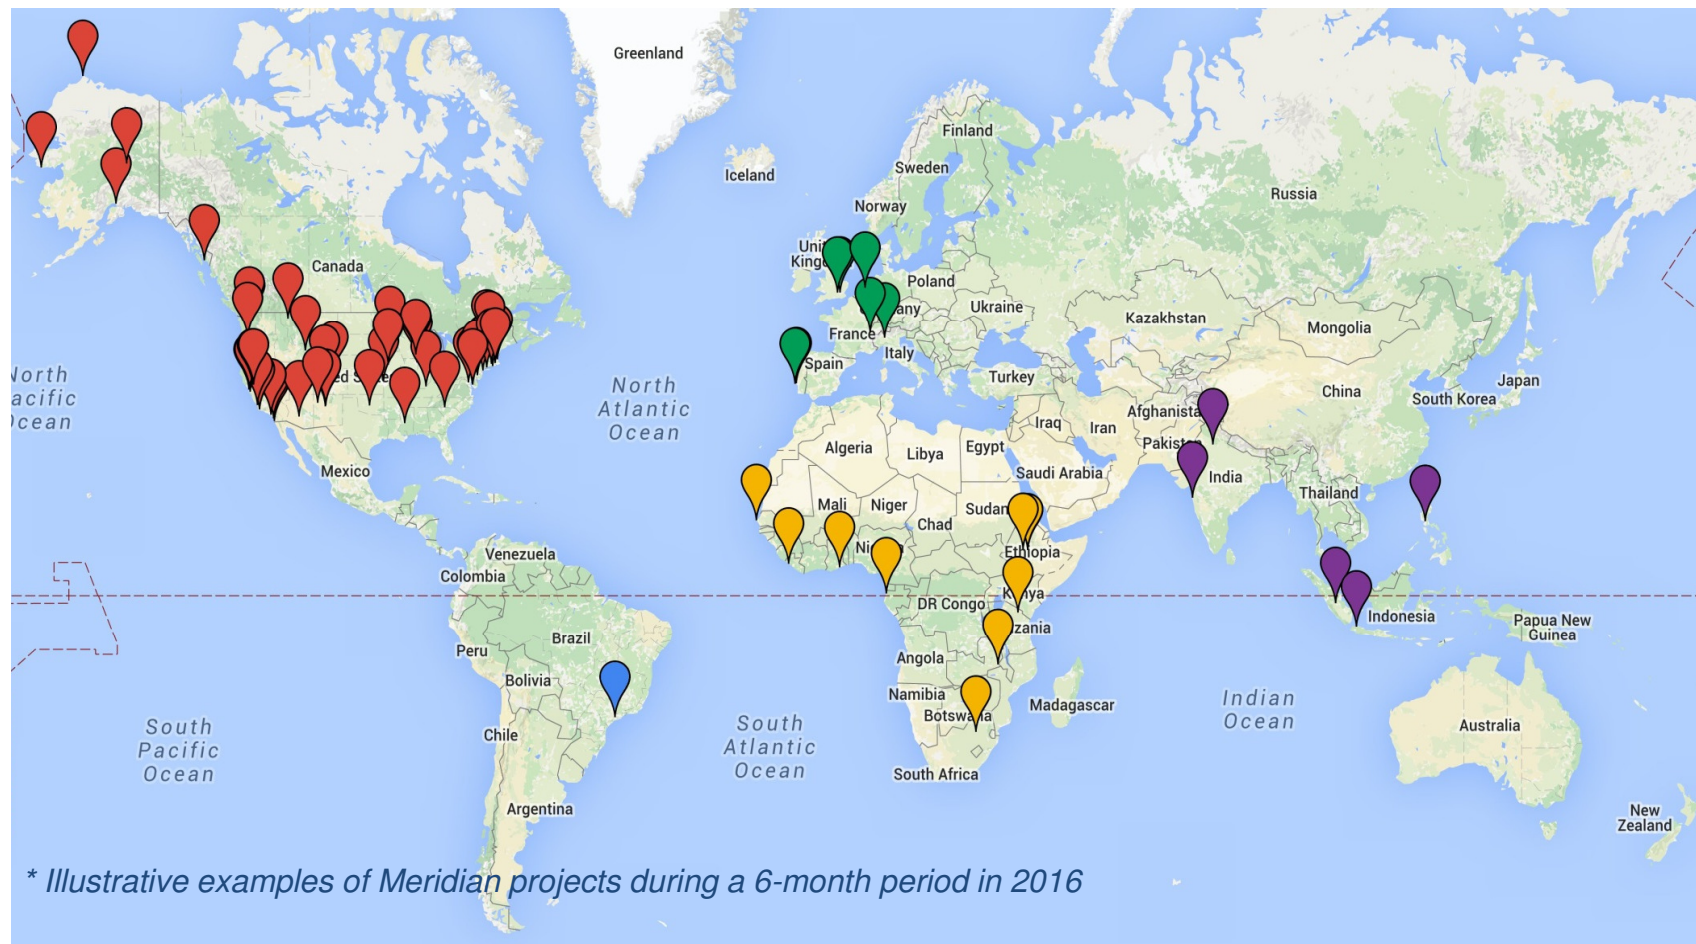 Greenland
Finland
Sweden
Iceland
Russia
Norway
Canada
Poland
Ukraine
Kazakhstan
Mongolia
France
Italy
Spain
Turkey
Japan
China
South Korea
North
Atlantic
Ocean
Iraq
Iran
Algeria
Libya
Egypt
Mexico
Saudi Arabia
India
Thailand
Mali
Niger
Sudan
Chad
Ethiopia
Venezuela
Colombia
DR Congo
Indonesia
Papua New
Guinea
Brazil
Peru
Angola
Bolivia
Namibia
Madagascar
Indian
Ocean
South
Pacific
Ocean
South
Atlantic
Ocean
Chile
Australia
South Africa
Argentina
New
Zealand
* Illustrative examples of Meridian projects during a 6-month period in 2016